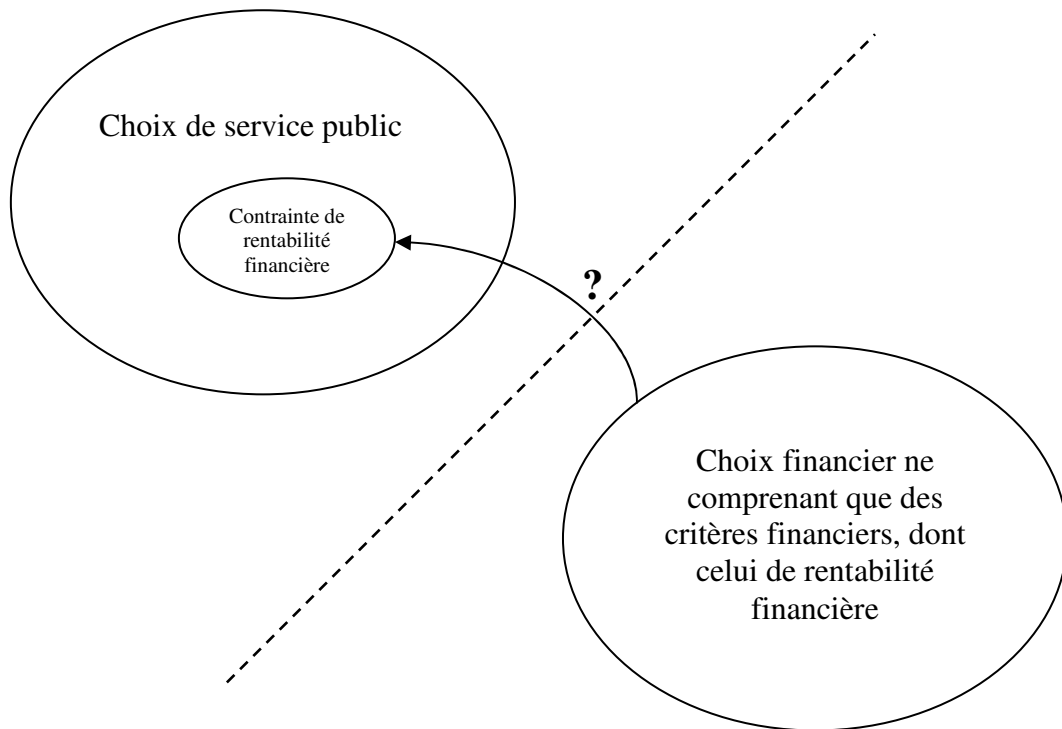 Choix de service public
Contrainte de
rentabilité
financière
?
Choix financier ne
comprenant que des
critères financiers, dont
celui de rentabilité
financière